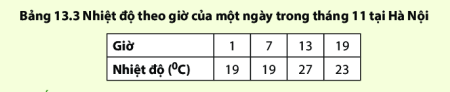 Bảng 13.3 Nhiệt độ theo giờ của một ngày trong tháng 11 tại Hà Nội
Giờ 1 7 13 19
Nhiệt độ (⁰C) 19 19 27 23